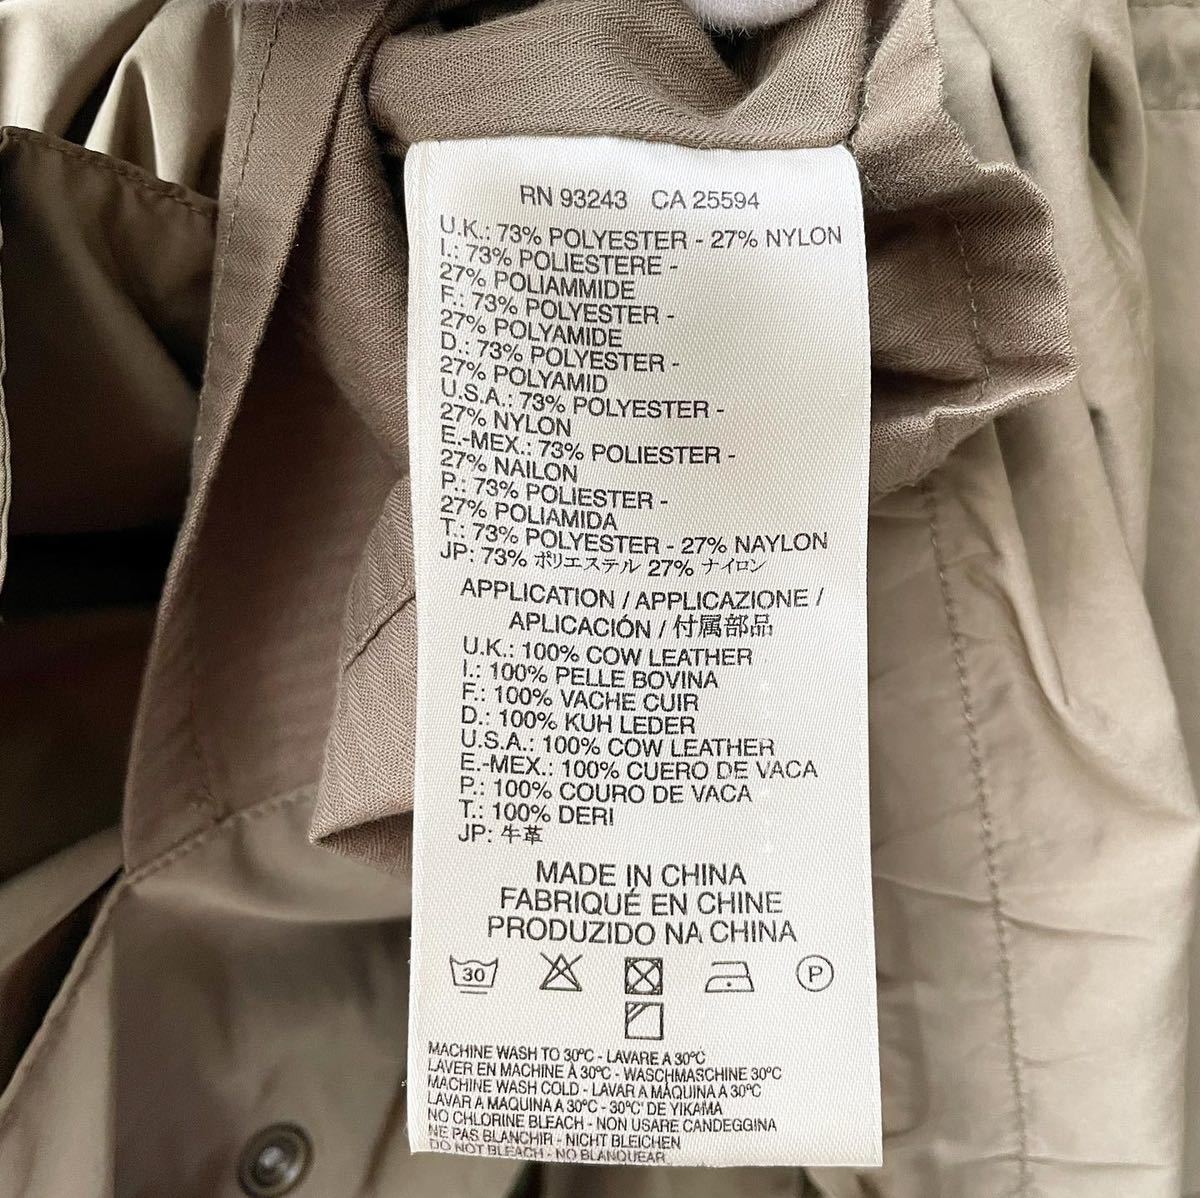 RN 93243 CA 25594
U.K.: 73% POLYESTER - 27% NYLON
I.: 73% POLIESTERE -
27% POLIAMMIDE
F.: 73% POLYESTER -
27% POLYAMIDE
D.: 73% POLYESTER -
27% POLYAMID
U.S.A.: 73% POLYESTER -
27% NYLON
E.-MEX.: 73% POLIESTER -
27% NAILON
P.: 73% POLIESTER -
27% POLIAMIDA
T.: 73% POLYESTER - 27% NAYLON
JP: 73% ポリエステル 27% ナイロン
APPLICATION / APPLICAZIONE /
APLICACIÓN / 付属部品
U.K.: 100% COW LEATHER
I.: 100% PELLE BOVINA
F.: 100% VACHE CUIR
D.: 100% KUH LEDER
U.S.A.: 100% COW LEATHER
E.-MEX.: 100% CUERO DE VACA
P.: 100% COURO DE VACA
T.: 100% DERI
JP: 牛革
MADE IN CHINA
FABRIQUÉ EN CHINE
PRODUZIDO NA CHINA
30 P
MACHINE WASH TO 30°C - LAVARE A 30°C
LAVER EN MACHINE À 30°C - WASCHMASCHINE 30°C
MACHINE WASH COLD - LAVAR A MÁQUINA A 30°C
LAVAR A MAQUINA A 30°C - 30°C' DE YIKAMA
NO CHLORINE BLEACH - NON USARE CANDEGGINA
NE PAS BLANCHIR - NICHT BLEICHEN
DO NOT BLEACH - NO BLANQUEAR